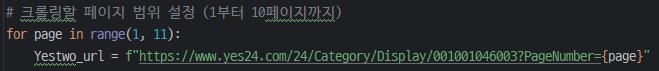 # 크롤링할 페이지 범위 설정 (1부터 10페이지까지)
for page in range(1, 11):
    Yestwo_url = f"https://www.yes24.com/24/Category/Display/001001046003?PageNumber={page}"